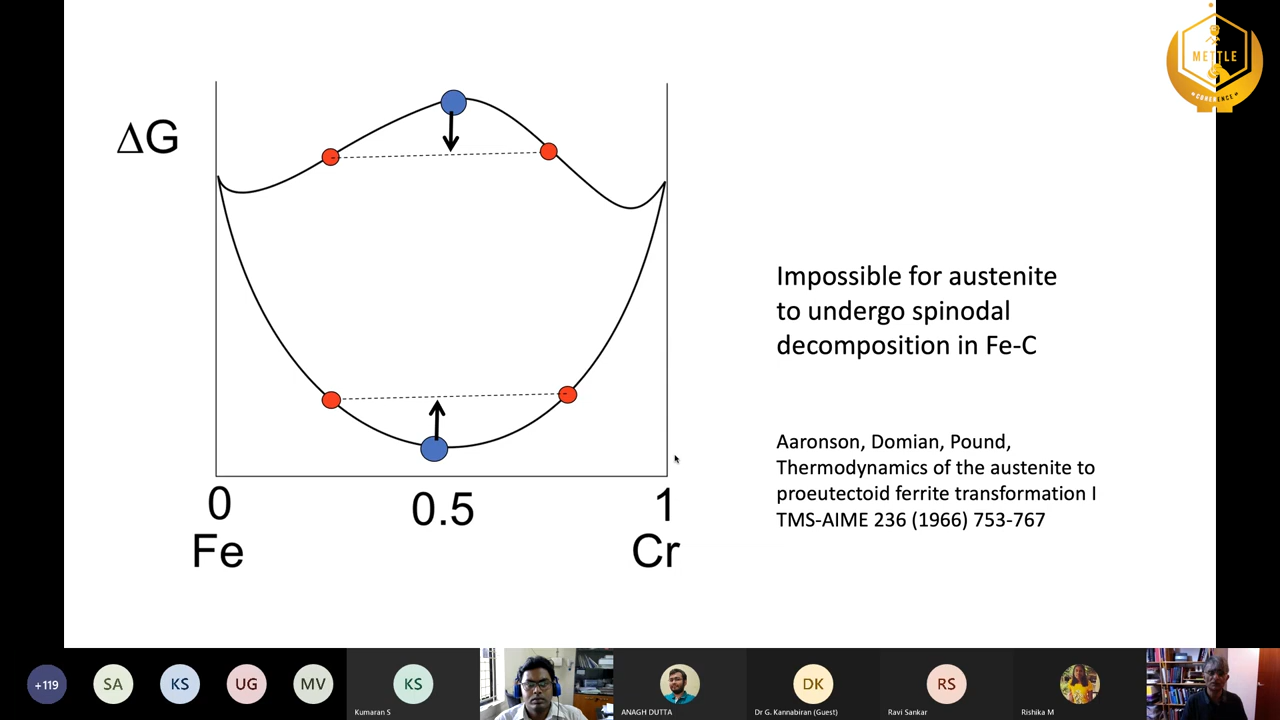 METTLE
COHERENCE
ΔG
Impossible for austenite
to undergo spinodal
decomposition in Fe-C
Aaronson, Domian, Pound,
Thermodynamics of the austenite to
proeutectoid ferrite transformation I
TMS-AIME 236 (1966) 753-767
0
0.5
1
Fe
Cr
+119
SA
KS
UG
MV
KS
Kumaran S
ANAGH DUTTA
DK
Dr G. Kannabiran (Guest)
RS
Ravi Sankar
Rishika M